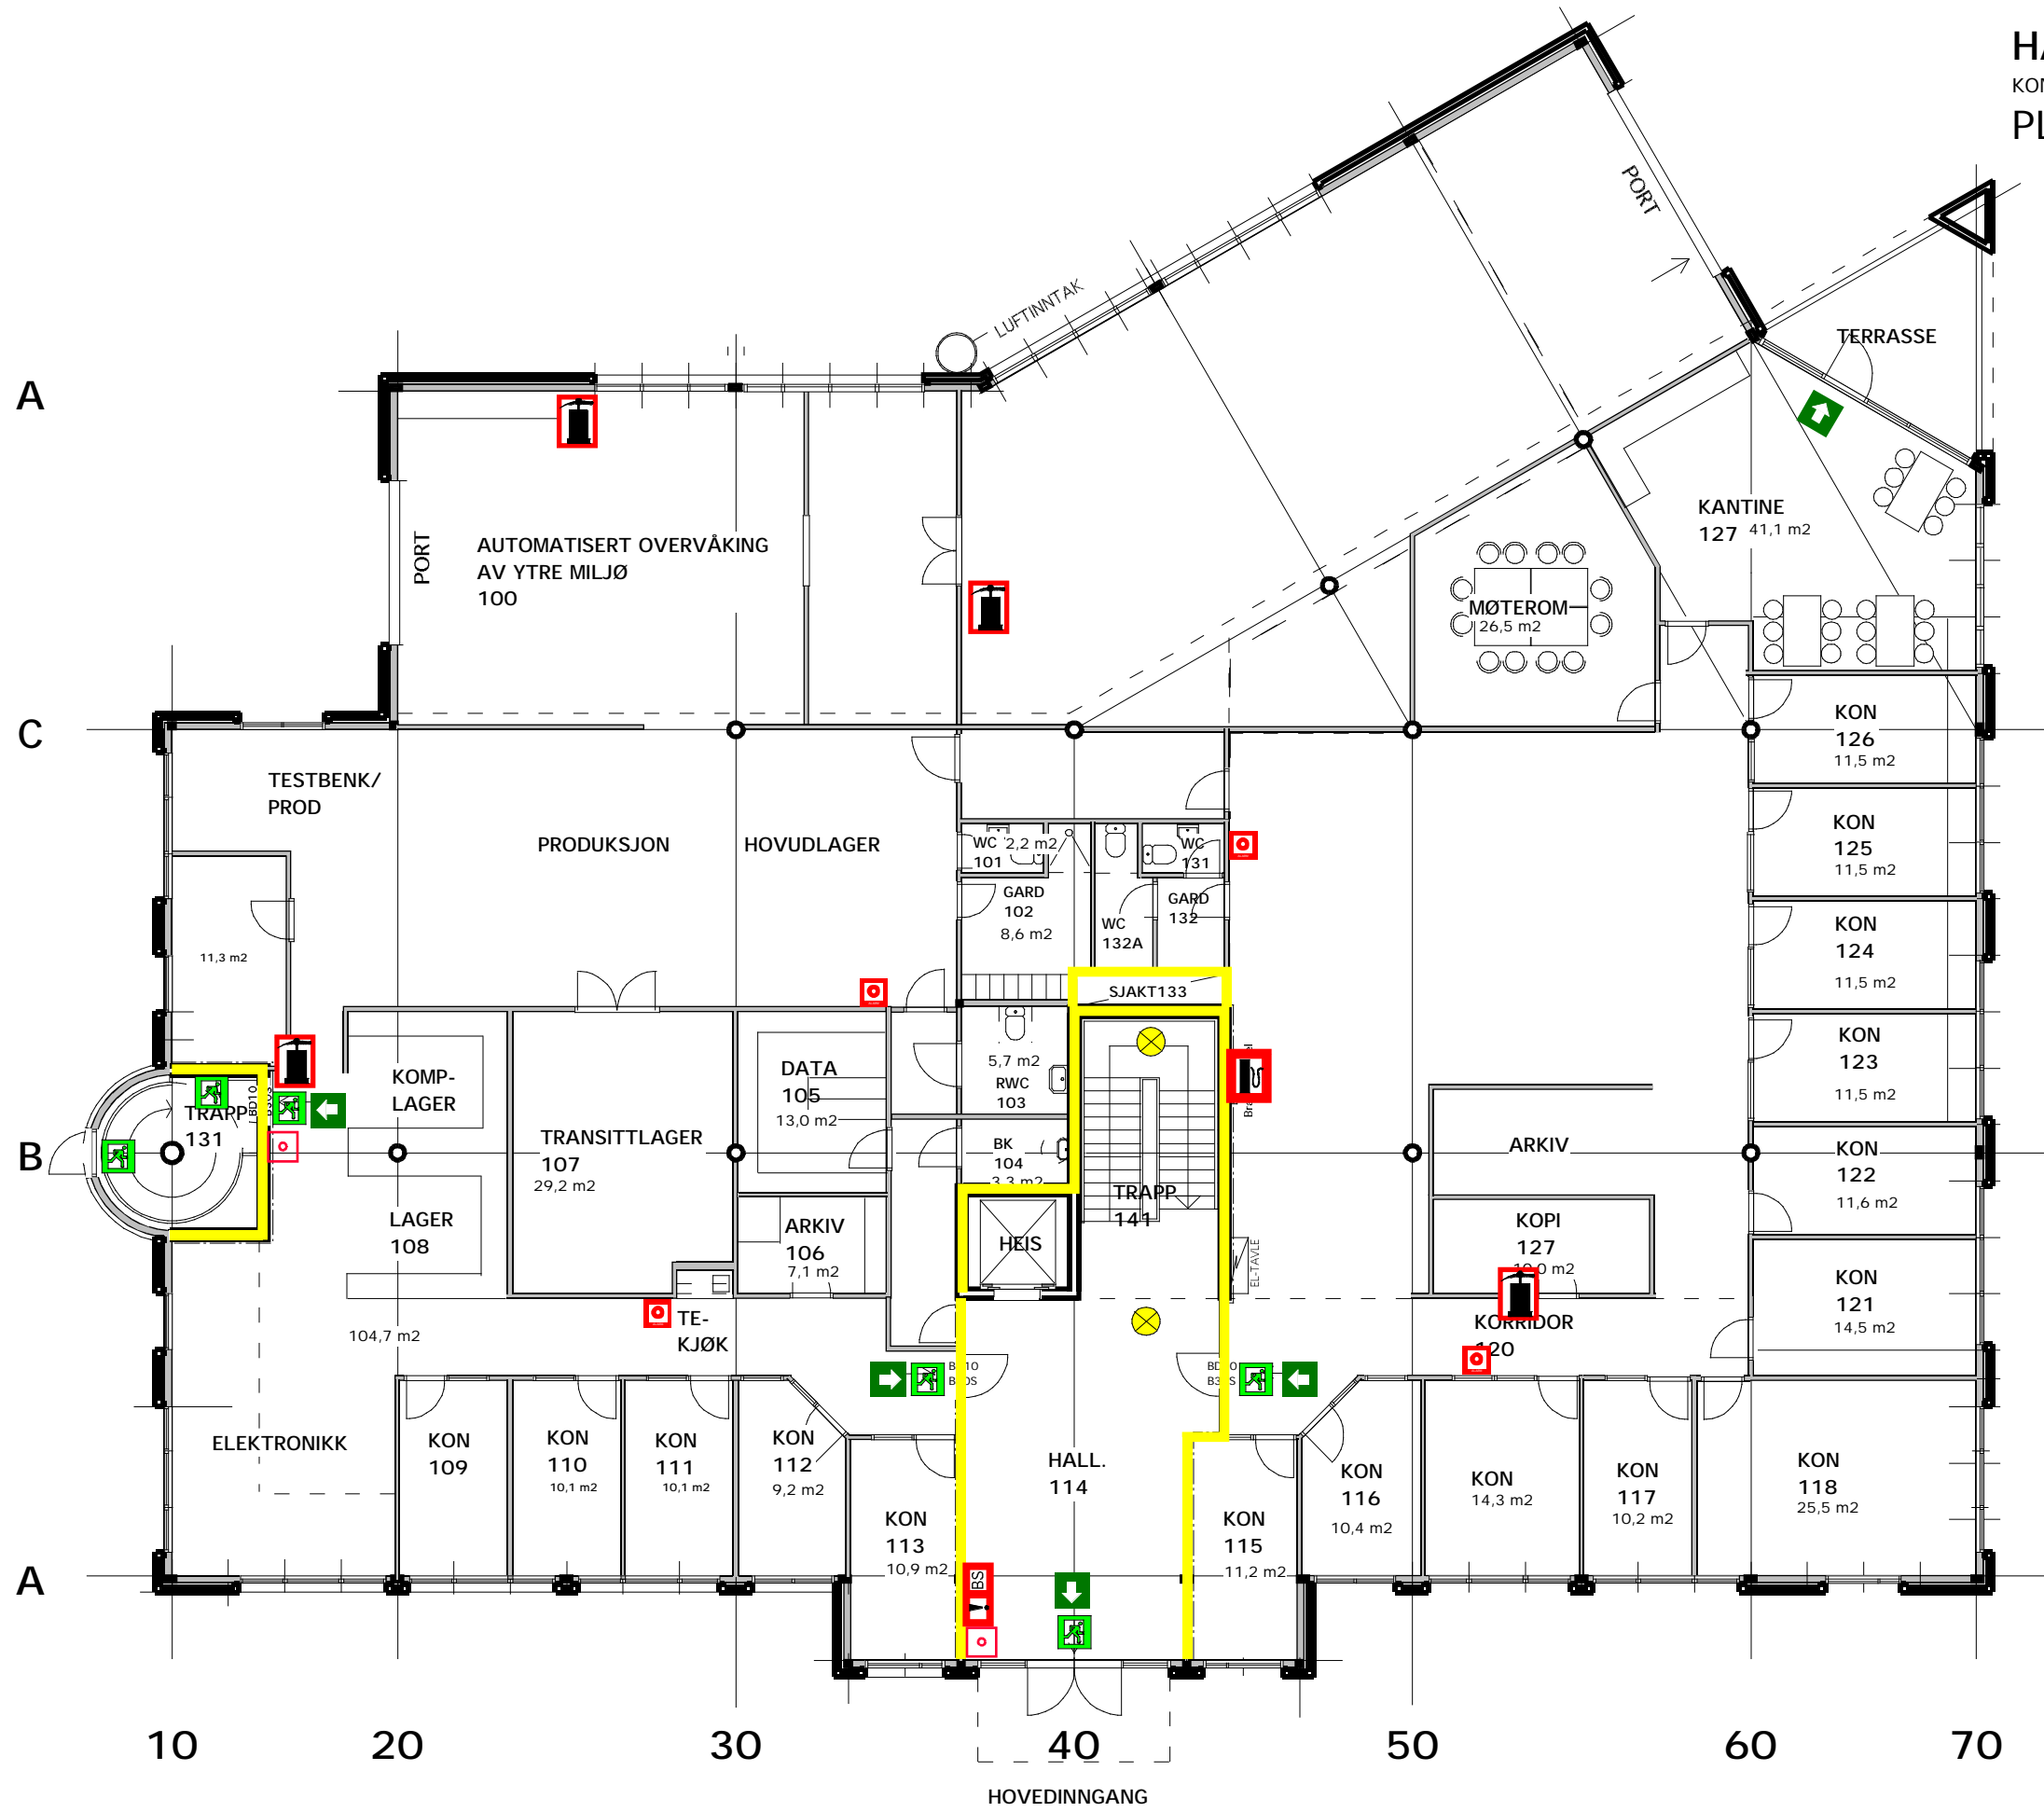 HA
KON
PL
PORT
LUFTINNTAK
TERRASSE
A
PORT
AUTOMATISERT OVERVÅKING
AV YTRE MILJØ
100
KANTINE
127 41,1 m2
MØTEROM
26,5 m2
C
TESTBENK/
PROD
PRODUKSJON
HOVUDLAGER
WC 2,2 m2
101
WC
131
GARD
102
8,6 m2
WC
132A
GARD
132
KON
126
11,5 m2
KON
125
11,5 m2
KON
124
11,5 m2
KON
123
11,5 m2
KON
122
11,6 m2
KON
121
14,5 m2
11,3 m2
SJAKT133
KOMP-
LAGER
DATA
105
13,0 m2
5,7 m2
RWC
103
TRAPP
131
BD10
B
TRANSITTLAGER
107
29,2 m2
BK
104
3,3 m2
TRAPP
141
ARKIV
LAGER
108
ARKIV
106
7,1 m2
HEIS
EL-TAVLE
KOPI
127
104,7 m2
TE-
KJØK
KORRIDOR
120
ELEKTRONIKK
KON
109
KON
110
10,1 m2
KON
111
10,1 m2
KON
112
9,2 m2
KON
113
10,9 m2
HALL.
114
KON
115
11,2 m2
KON
116
10,4 m2
KON
14,3 m2
KON
117
10,2 m2
KON
118
25,5 m2
A
BS
10 20 30 40 50 60 70
HOVEDINNGANG